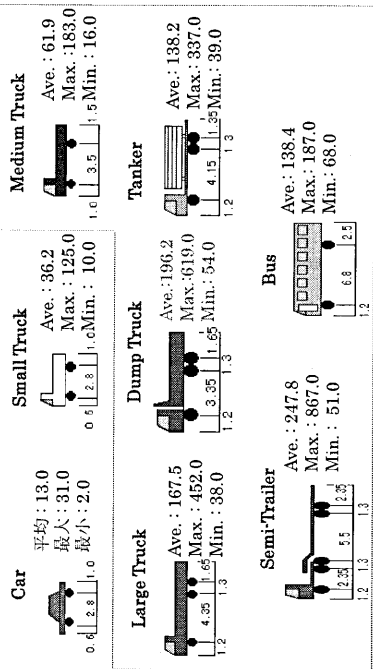 Car
平均 : 13.0
最大 : 31.0
最小 : 2.0
0.6 2.8 1.0
Small Truck
Ave. : 36.2
Max. : 125.0
Min. : 10.0
0.5 2.8 1.0
Medium Truck
Ave. : 61.9
Max. :183.0
Min. : 16.0
1.0 3.5 1.5
Large Truck
Ave. : 167.5
Max. : 452.0
Min. : 38.0
1.2 4.35 1.3 1.65
Dump Truck
Ave.:196.2
Max.:619.0
Min.: 54.0
1.2 3.35 1.3 1.65
Tanker
Ave.: 138.2
Max.: 337.0
Min.: 39.0
1.2 4.15 1.3 1.35
Semi-Trailer
Ave.: 247.8
Max.: 867.0
Min. : 51.0
1.3 2.35 1.3 5.5 2.35 1.3
Bus
Ave.: 138.4
Max.: 187.0
Min.: 68.0
1.2 6.8 2.5